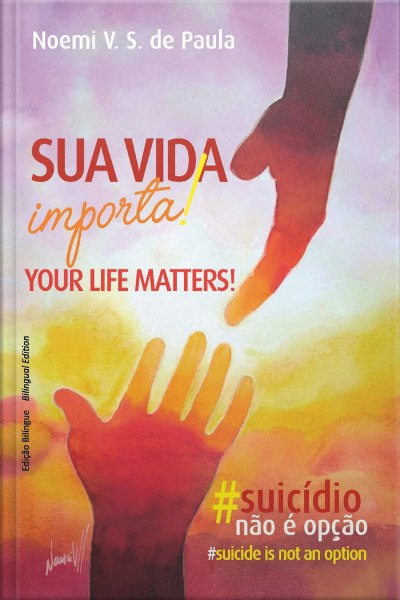 Noemi V. S. de Paula
SUA VIDA
importa!
YOUR LIFE MATTERS!
Edição Bilíngue Bilingual Edition
#suicídio
não é opção
#suicide is not an option